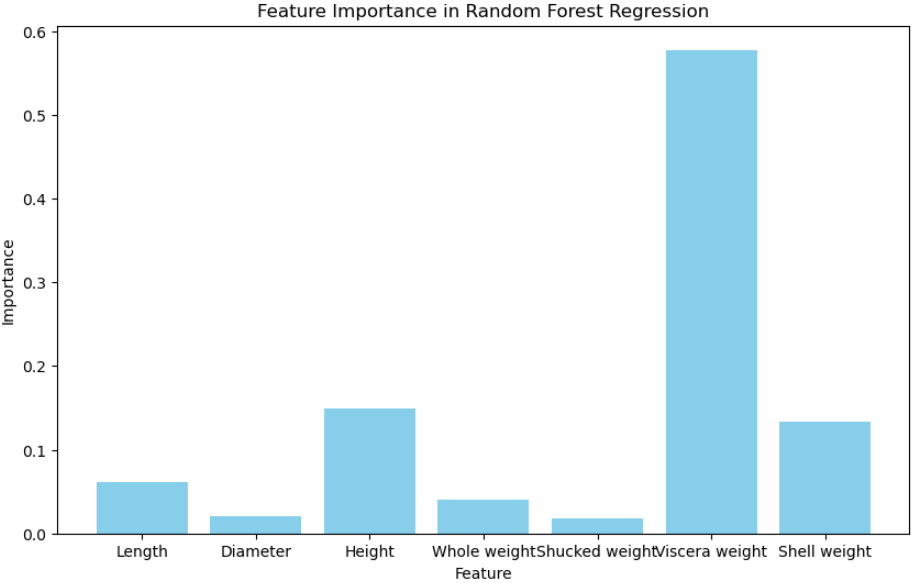 Feature Importance in Random Forest Regression
0.6
0.5
0.4
0.3
0.2
0.1
0.0
Importance
Length Diameter Height Whole weight Shucked weight Viscera weight Shell weight
Feature